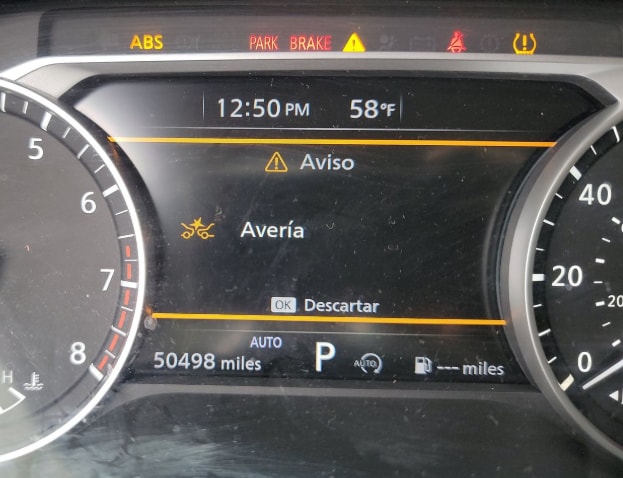 ABS PARK BRAKE
12:50 PM 58°F
Aviso
Avería
OK Descartar
AUTO
50498 miles P AUTO --- miles
5
6
7
8
H
40
20
20
0